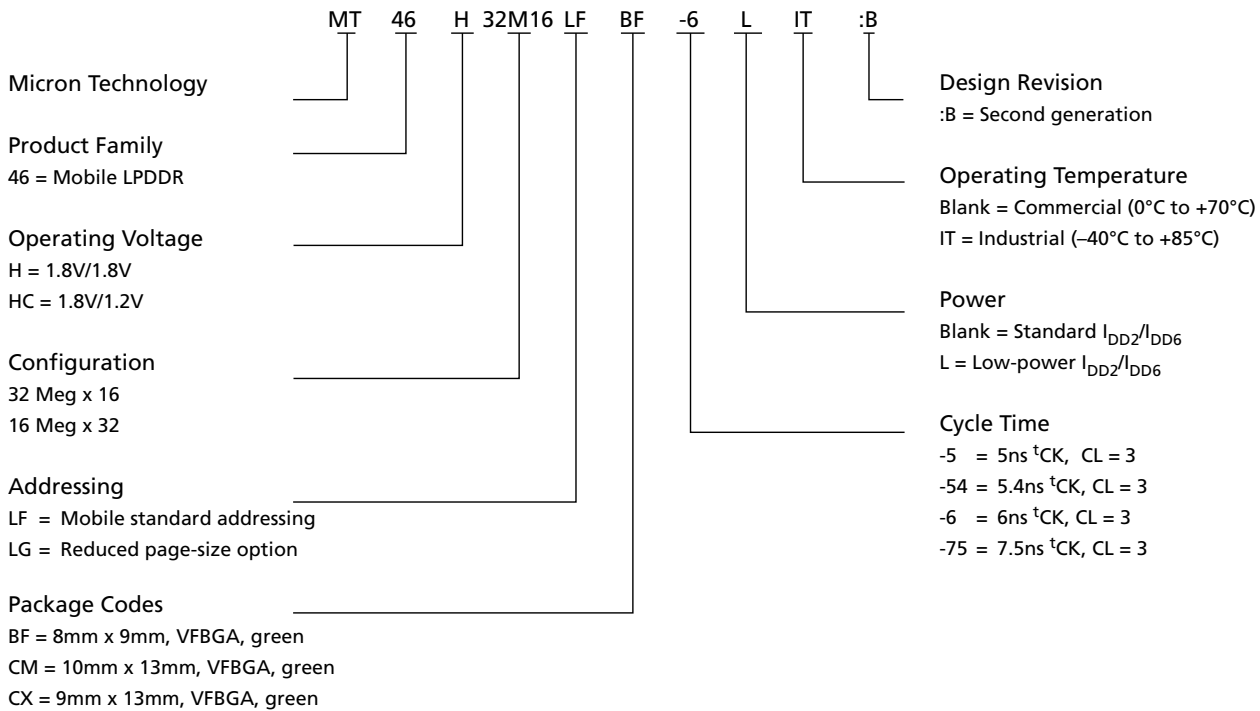 MT 46 H 32M16 LF BF -6 L IT :B
Micron Technology
Product Family
46 = Mobile LPDDR
Operating Voltage
H = 1.8V/1.8V
HC = 1.8V/1.2V
Configuration
32 Meg x 16
16 Meg x 32
Addressing
LF = Mobile standard addressing
LG = Reduced page-size option
Package Codes
BF = 8mm x 9mm, VFBGA, green
CM = 10mm x 13mm, VFBGA, green
CX = 9mm x 13mm, VFBGA, green
Design Revision
:B = Second generation
Operating Temperature
Blank = Commercial (0°C to +70°C)
IT = Industrial (–40°C to +85°C)
Power
Blank = Standard IDD2/IDD6
L = Low-power IDD2/IDD6
Cycle Time
-5 = 5ns tCK, CL = 3
-54 = 5.4ns tCK, CL = 3
-6 = 6ns tCK, CL = 3
-75 = 7.5ns tCK, CL = 3